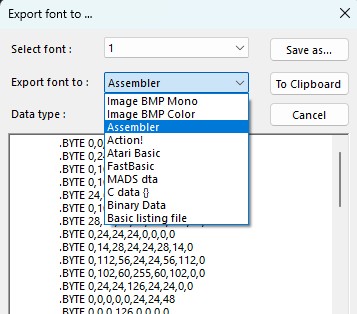 Export font to ...
Select font :
1
Save as...
Export font to :
Assembler
To Clipboard
Data type :
Cancel
Image BMP Mono
Image BMP Color
Assembler
Action!
Atari Basic
FastBasic
MADS dta
C data {}
Binary Data
Basic listing file
.BYTE 0,0
.BYTE 0,
.BYTE 0,
.BYTE 0,
.BYTE 24,
.BYTE 0,
.BYTE 28,
.BYTE 0,24,24,24,0,0,0,0
.BYTE 0,14,28,24,24,28,14,0
.BYTE 0,112,56,24,24,56,112,0
.BYTE 0,102,60,255,60,102,0,0
.BYTE 0,24,24,126,24,24,0,0
.BYTE 0,0,0,0,0,24,24,48
.BYTE 0,0,0,126,0,0,0,0